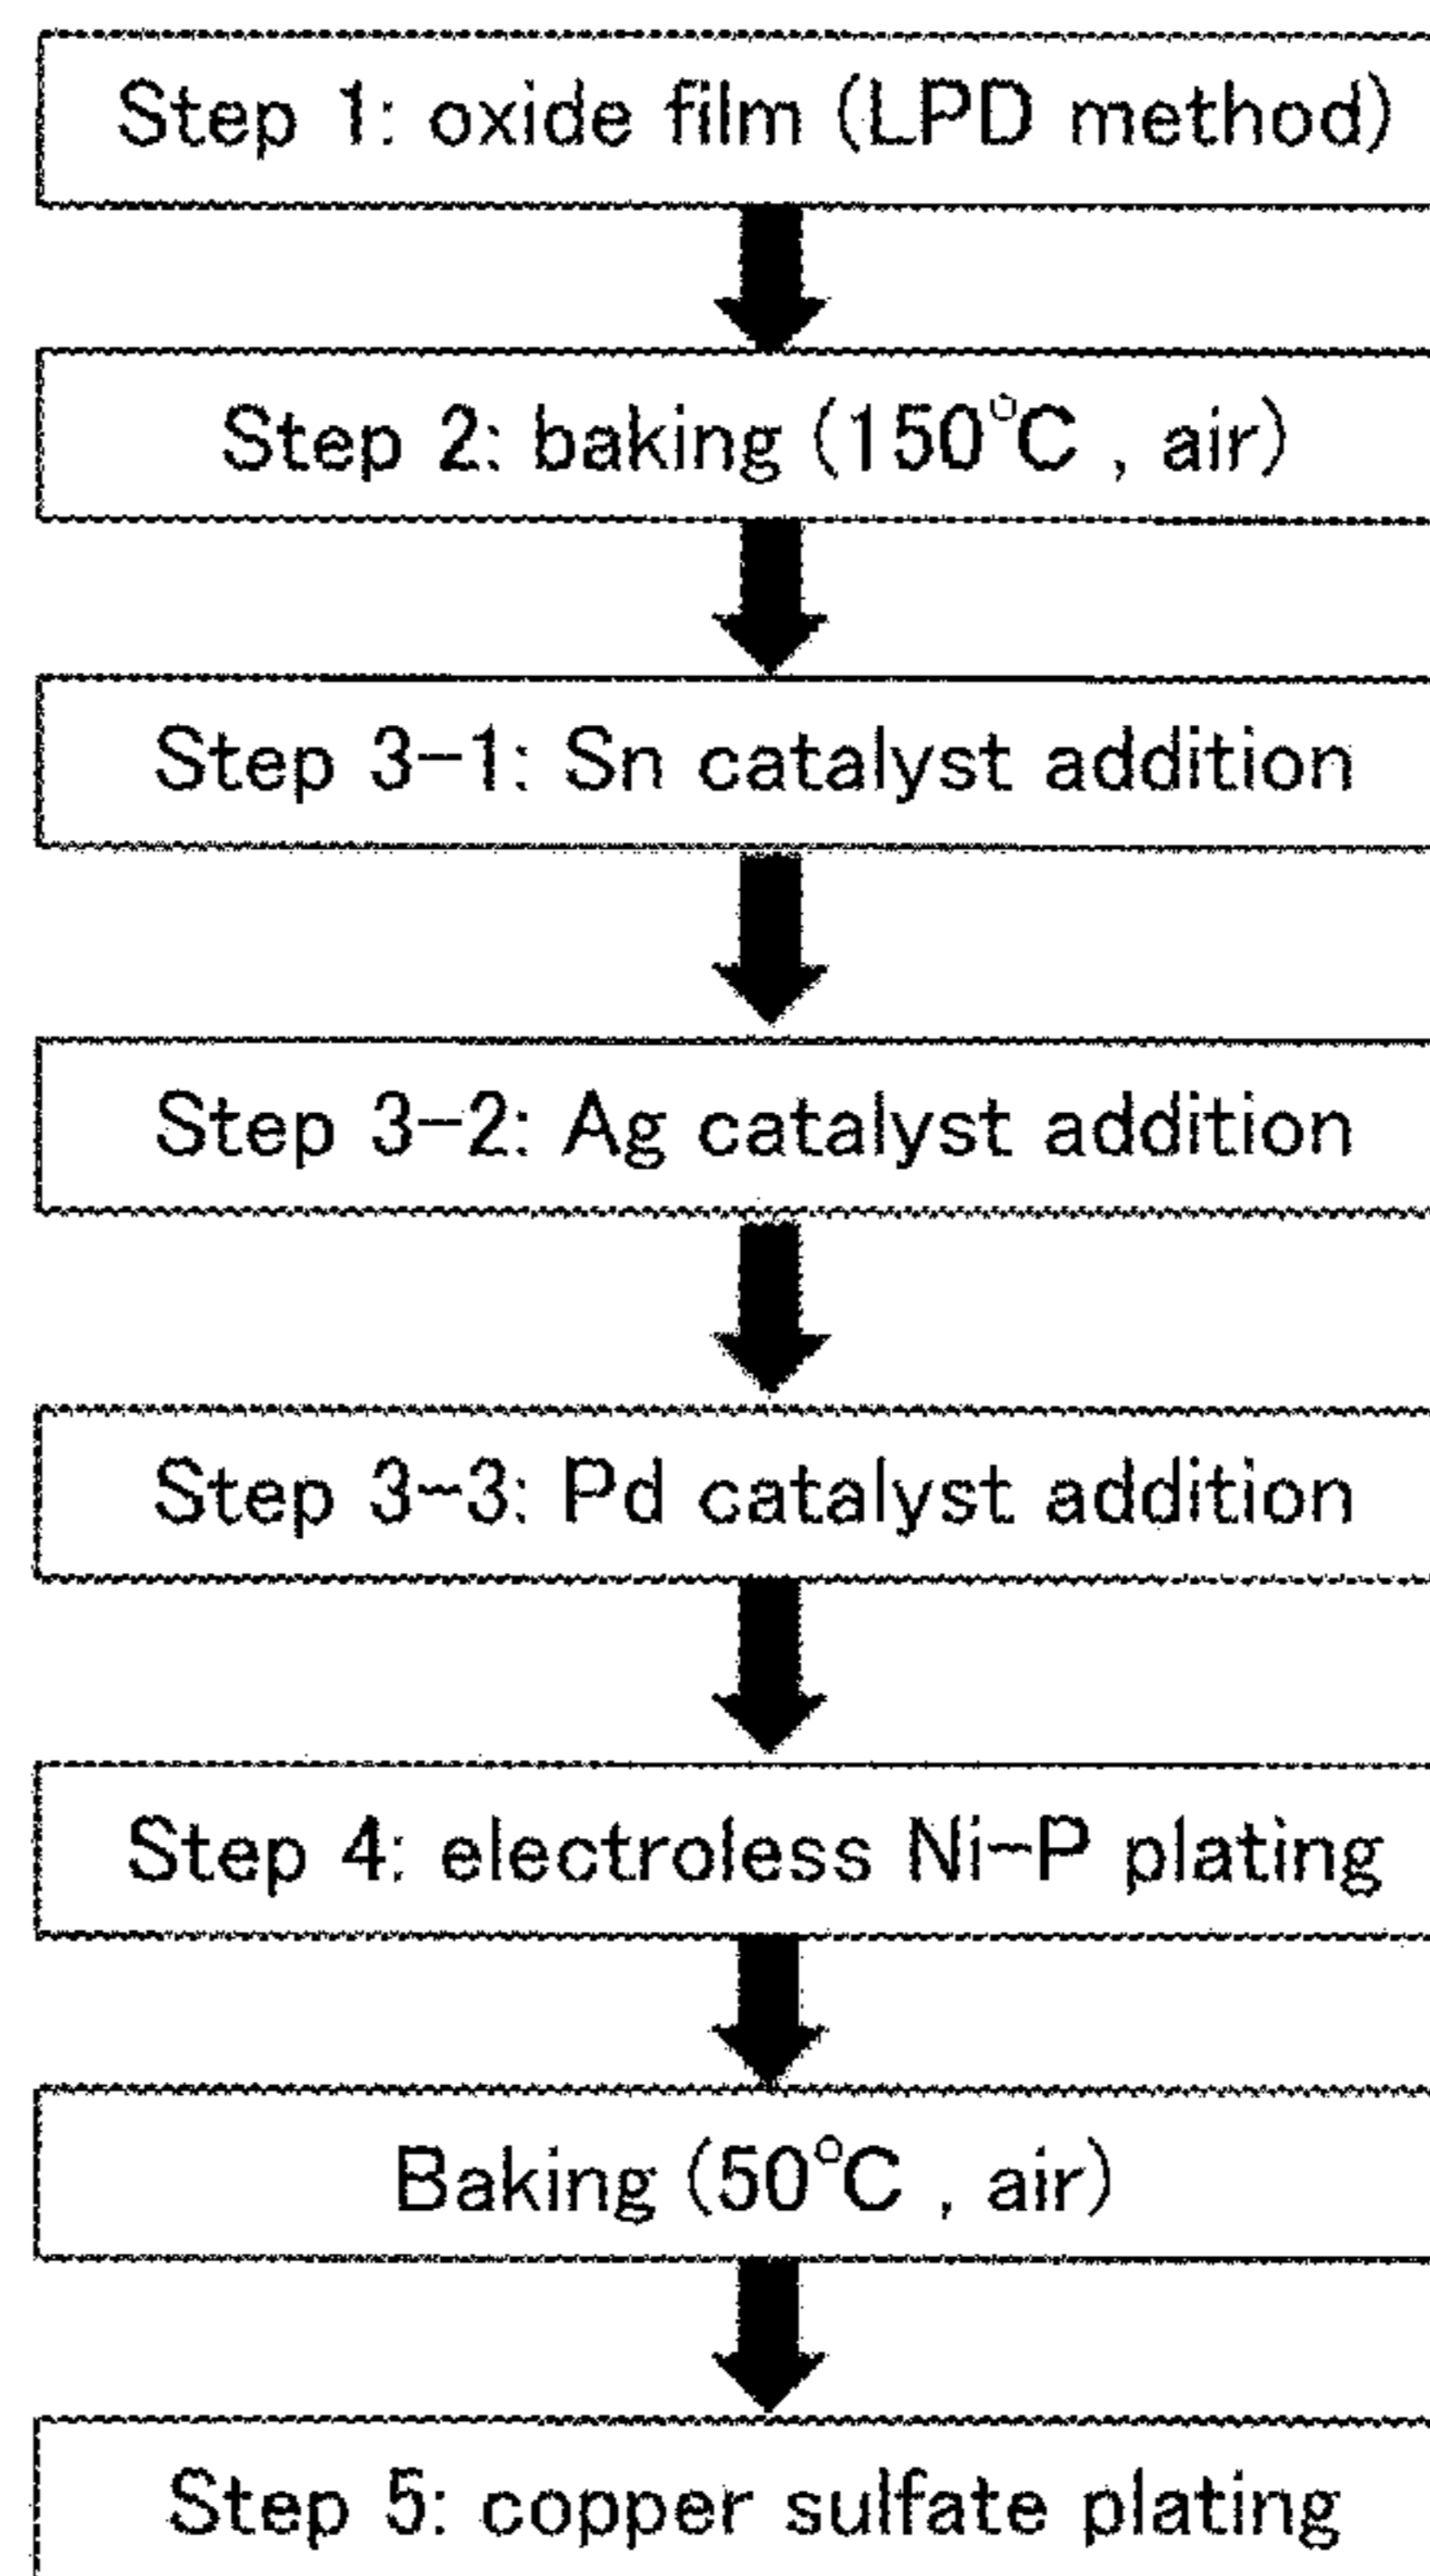 Step 1: oxide film (LPD method)
Step 2: baking (150°C , air)
Step 3-1: Sn catalyst addition
Step 3-2: Ag catalyst addition
Step 3-3: Pd catalyst addition
Step 4: electroless Ni-P plating
Baking (50°C , air)
Step 5: copper sulfate plating